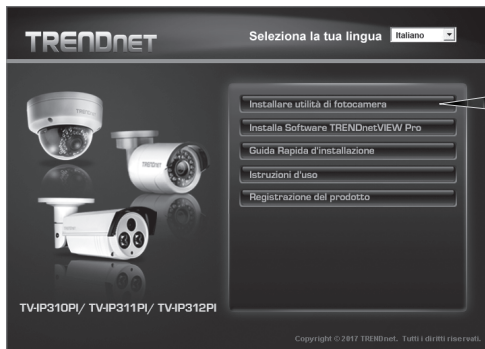 TRENDNET
Seleziona la tua lingua Italiano
Installare utilità di fotocamera
Installa Software TRENDnetVIEW Pro
Guida Rapida d'installazione
Istruzioni d'uso
Registrazione del prodotto
TV-IP310PI/ TV-IP311PI/ TV-IP312PI
Copyright © 2017 TRENDnet. Tutti i diritti riservati.